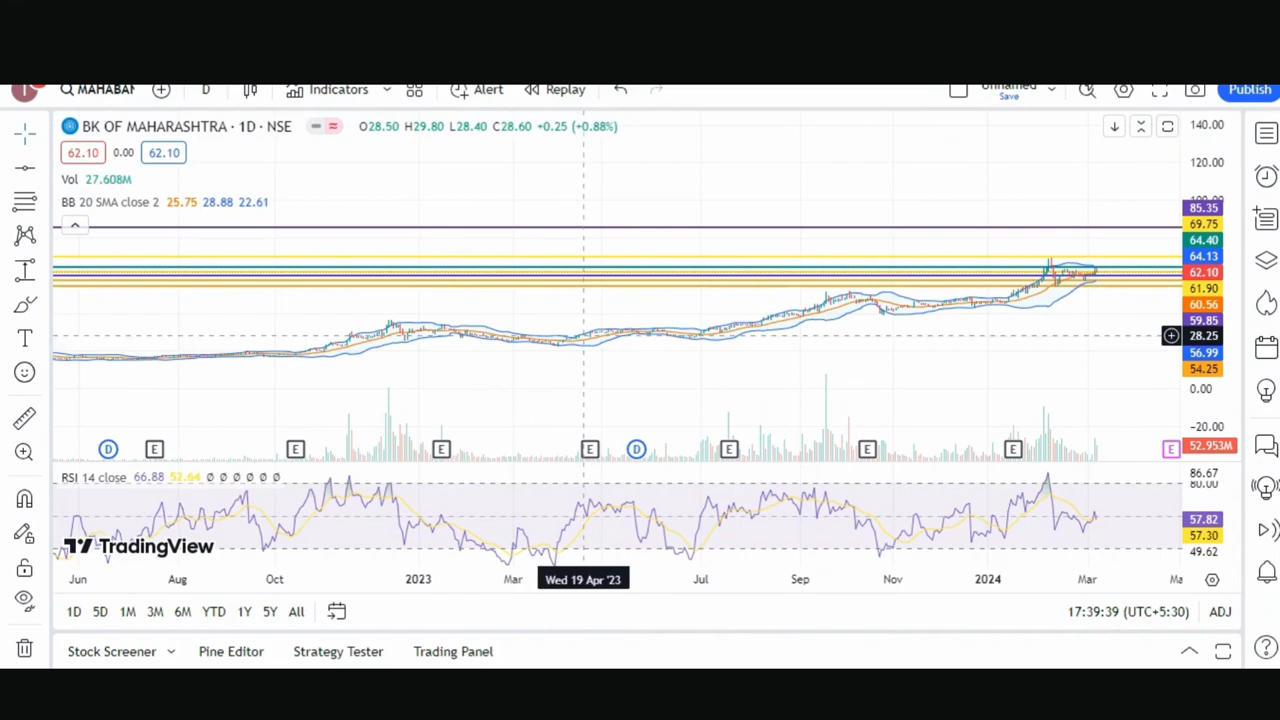 MAHABAN D Indicators Alert Replay Unnamed Save Publish
BK OF MAHARASHTRA · 1D · NSE O28.50 H29.80 L28.40 C28.60 +0.25 (+0.88%)
62.10 0.00 62.10
Vol 27.608M
BB 20 SMA close 2 25.75 28.88 22.61
140.00
120.00
100.00
85.35
69.75
64.40
64.13
62.10
61.90
60.56
59.85
28.25
56.99
54.25
0.00
−20.00
D E E E E D E E E E
52.953M
RSI 14 close 66.88 52.64 Ø Ø Ø Ø Ø Ø
86.67
80.00
57.82
57.30
49.62
TradingView
Jun Aug Oct 2023 Mar Wed 19 Apr '23 Jul Sep Nov 2024 Mar Ma
1D 5D 1M 3M 6M YTD 1Y 5Y All 17:39:39 (UTC+5:30) ADJ
Stock Screener Pine Editor Strategy Tester Trading Panel